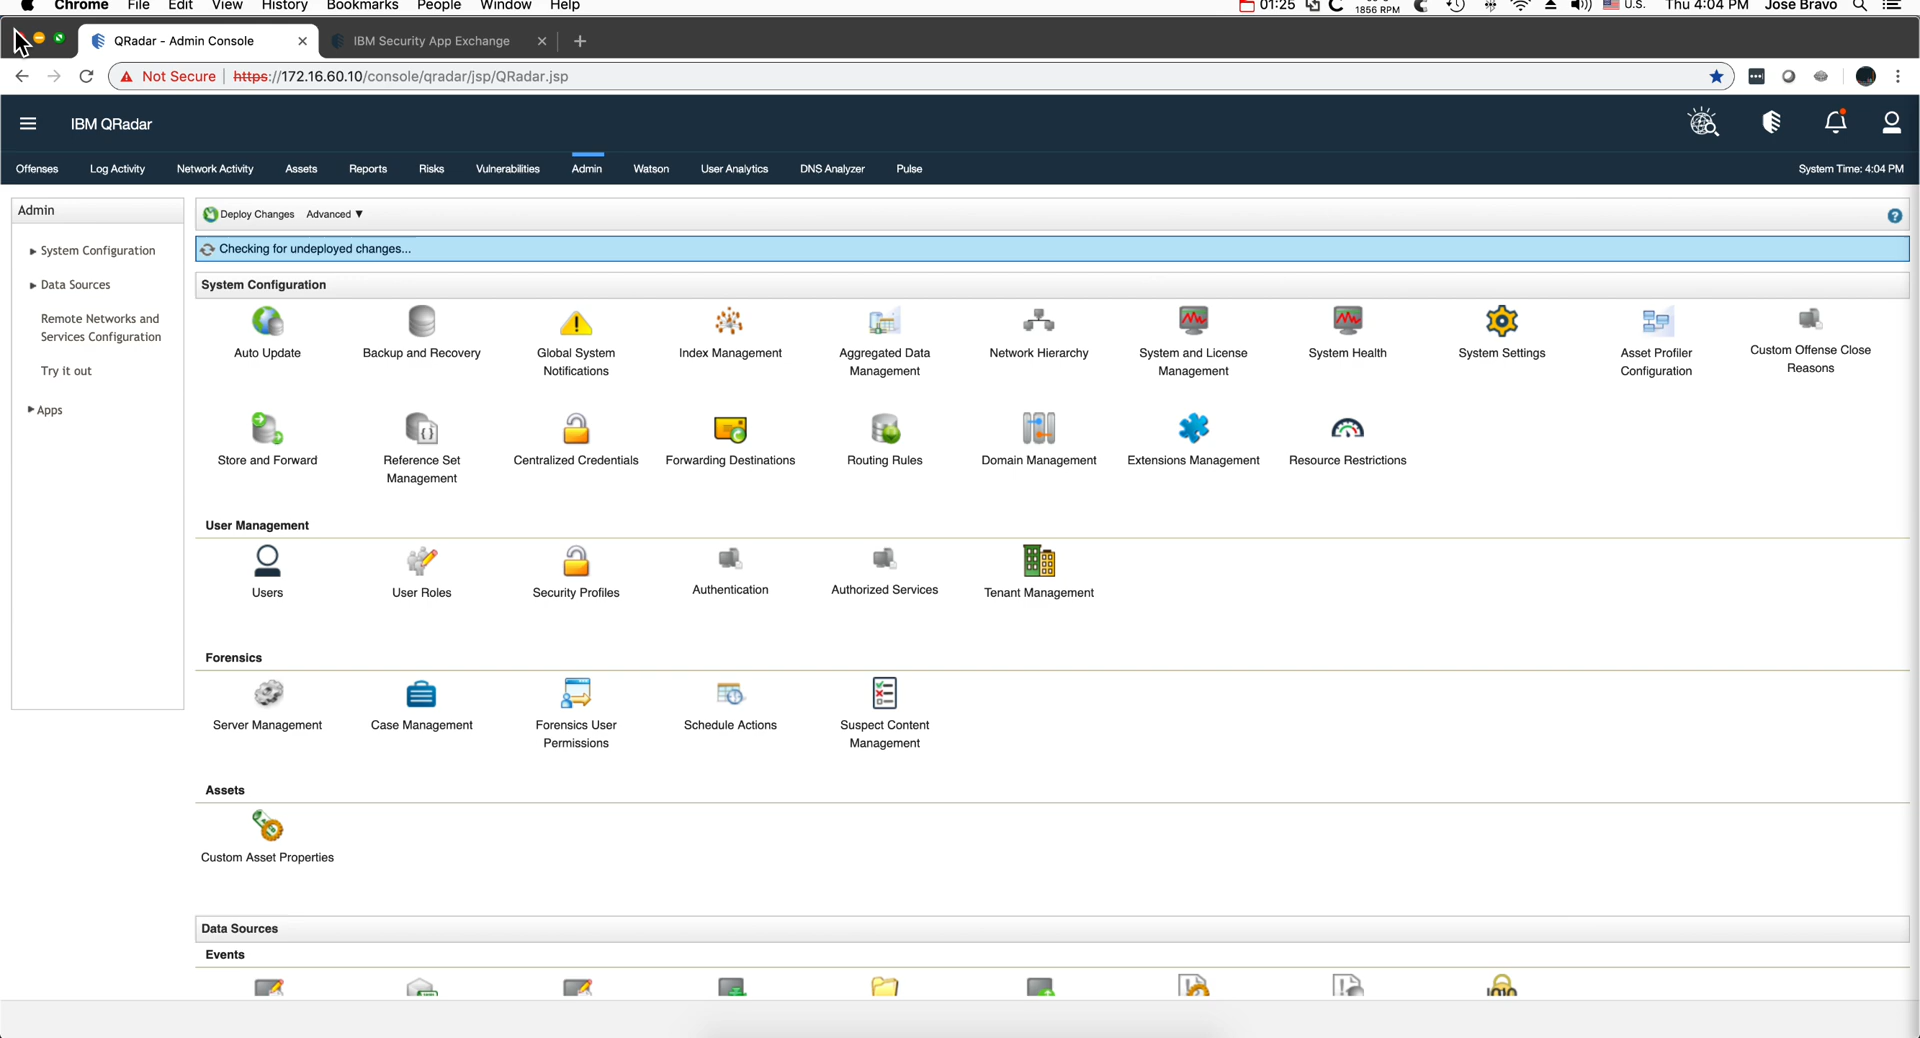 Chrome File Edit View History Bookmarks People Window Help 01:25 1856 RPM U.S. Thu 4:04 PM Jose Bravo
QRadar - Admin Console IBM Security App Exchange
Not Secure https://172.16.60.10/console/qradar/jsp/QRadar.jsp
IBM QRadar
Offenses Log Activity Network Activity Assets Reports Risks Vulnerabilities Admin Watson User Analytics DNS Analyzer Pulse System Time: 4:04 PM
Admin
System Configuration
Data Sources
Remote Networks and
Services Configuration
Try it out
Apps
Deploy Changes Advanced ▼
Checking for undeployed changes...
System Configuration
Auto Update
Backup and Recovery
Global System
Notifications
Index Management
Aggregated Data
Management
Network Hierarchy
System and License
Management
System Health
System Settings
Asset Profiler
Configuration
Custom Offense Close
Reasons
Store and Forward
Reference Set
Management
Centralized Credentials
Forwarding Destinations
Routing Rules
Domain Management
Extensions Management
Resource Restrictions
User Management
Users
User Roles
Security Profiles
Authentication
Authorized Services
Tenant Management
Forensics
Server Management
Case Management
Forensics User
Permissions
Schedule Actions
Suspect Content
Management
Assets
Custom Asset Properties
Data Sources
Events